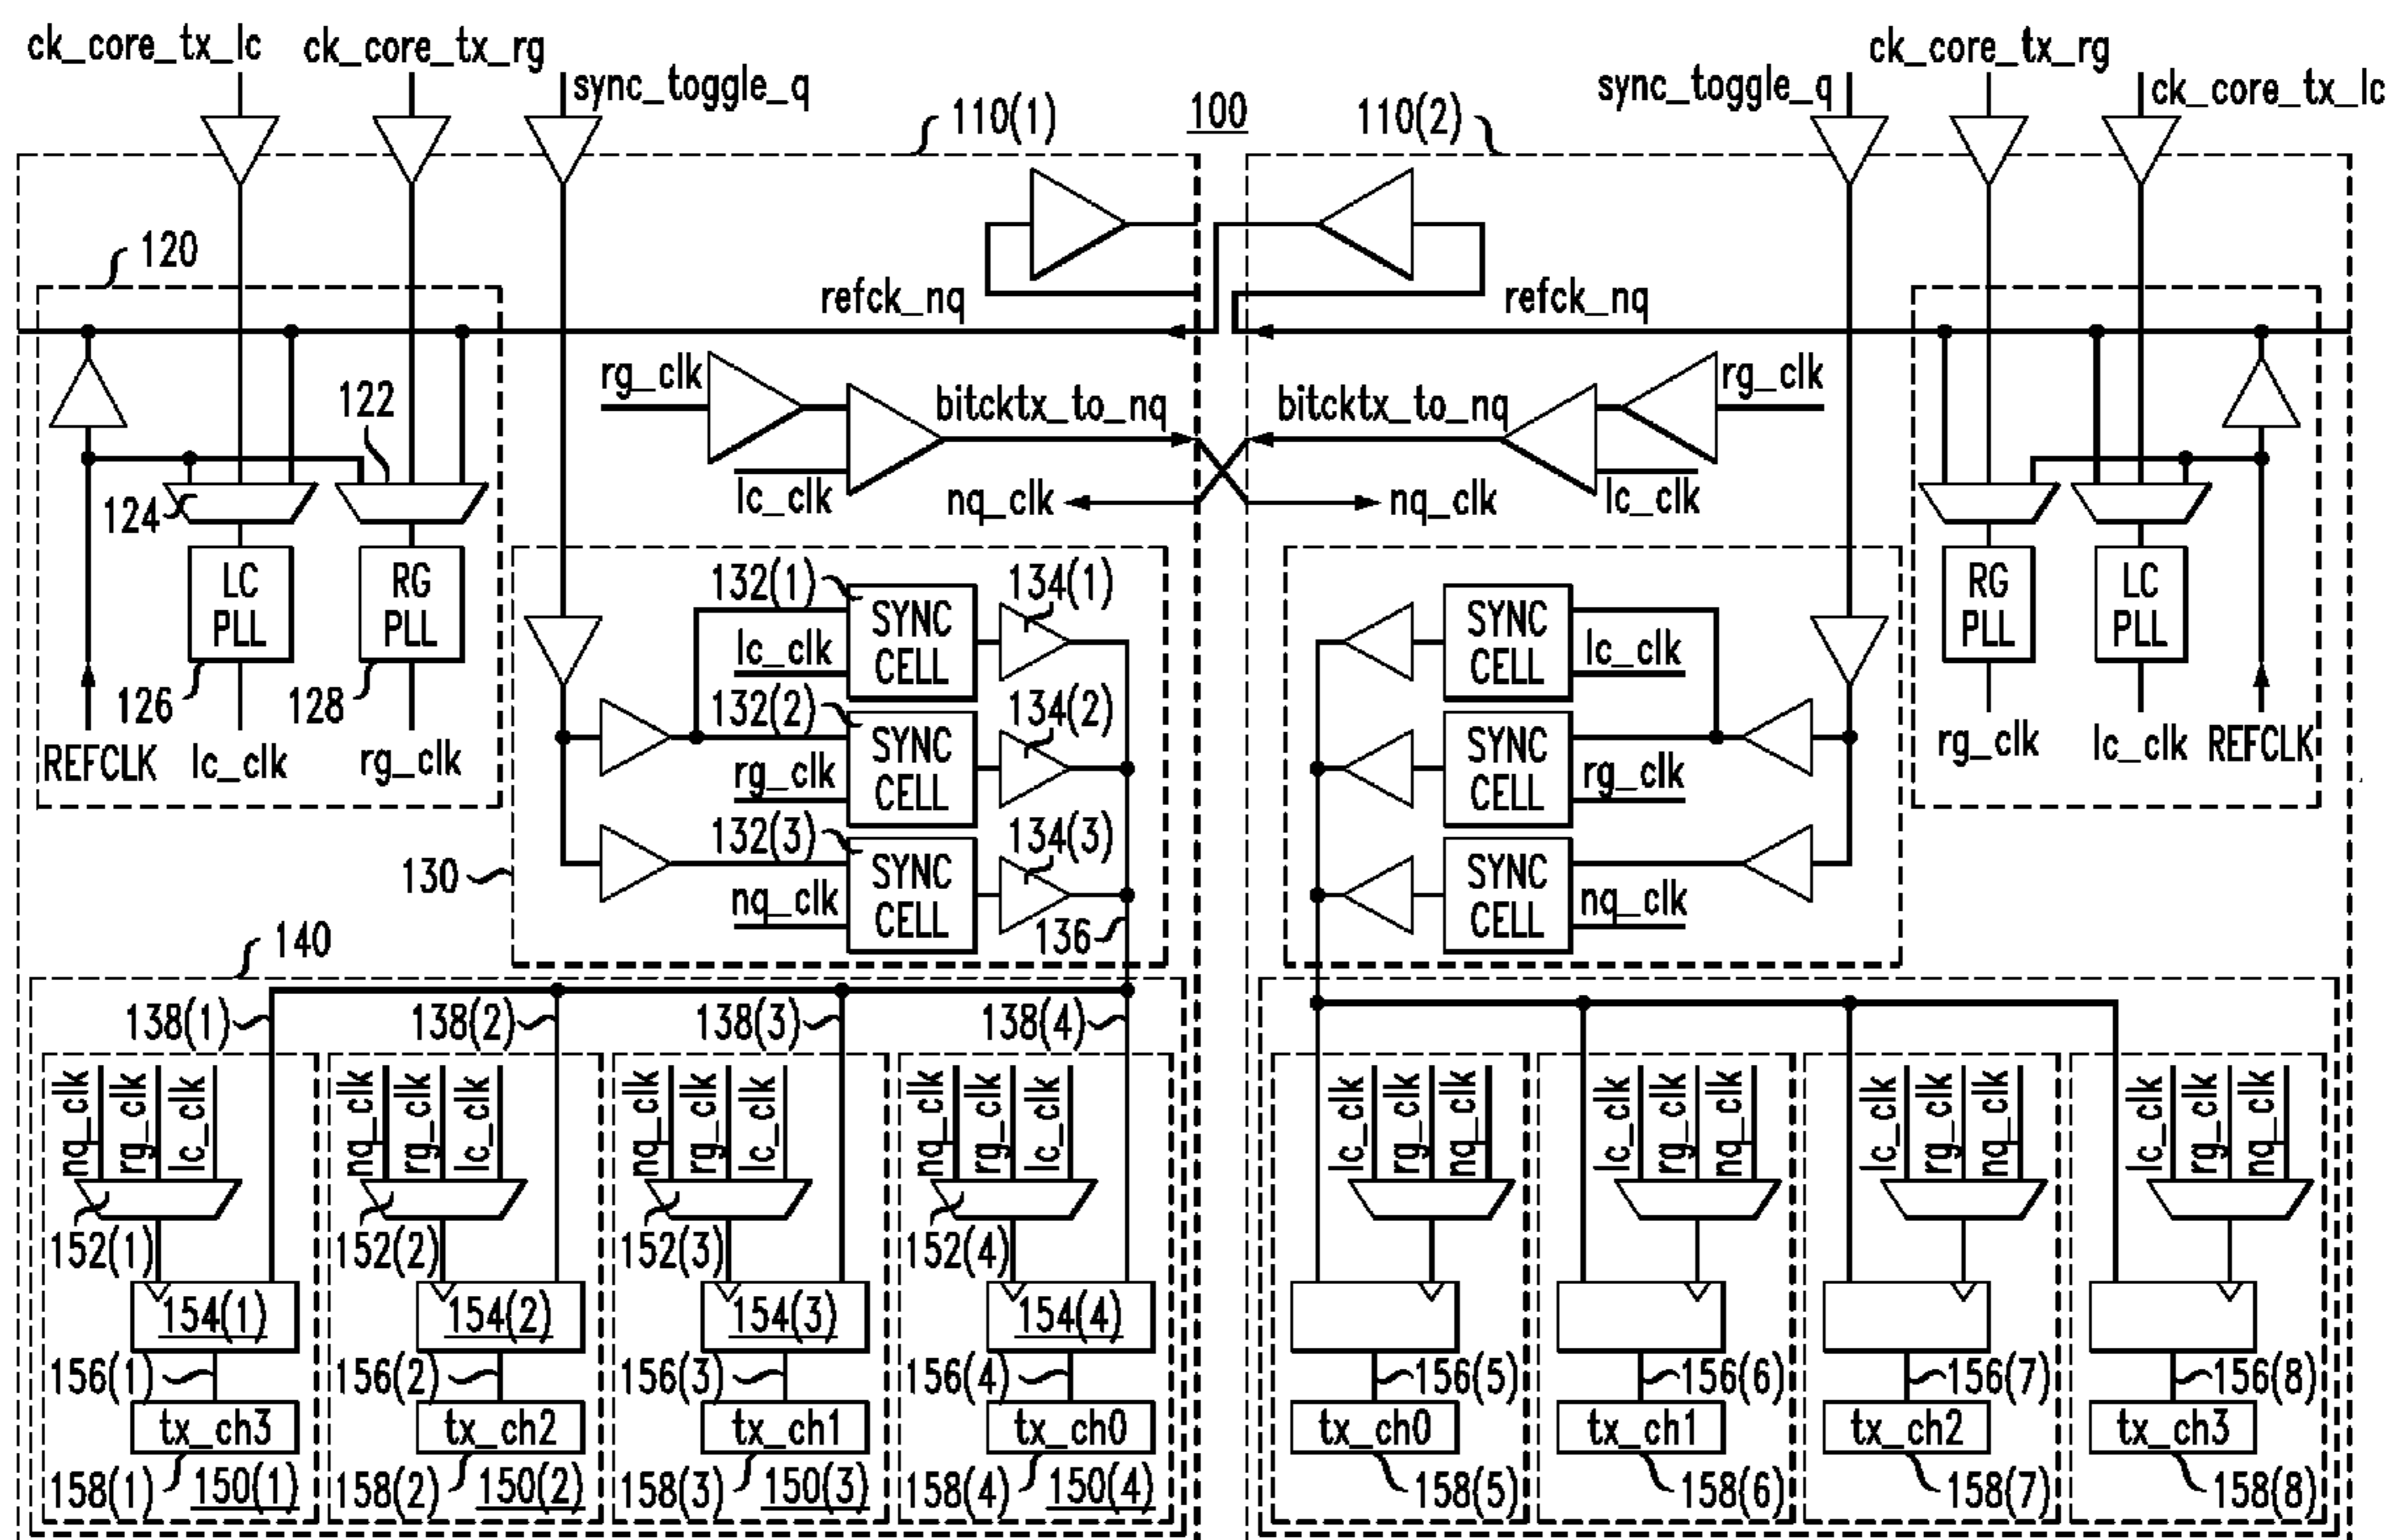 ck_core_tx_lc
ck_core_tx_rg
sync_toggle_q
110(1)
100
110(2)
sync_toggle_q
ck_core_tx_rg
ck_core_tx_lc
120
refck_nq
refck_nq
122
rg_clk
bitcktx_to_nq
bitcktx_to_nq
rg_clk
124
lc_clk
nq_clk
nq_clk
lc_clk
LC PLL
RG PLL
126
128
REFCLK
lc_clk
rg_clk
132(1)
SYNC CELL
134(1)
lc_clk
132(2)
SYNC CELL
134(2)
rg_clk
132(3)
SYNC CELL
134(3)
nq_clk
130
136
SYNC CELL
lc_clk
SYNC CELL
rg_clk
SYNC CELL
nq_clk
RG PLL
LC PLL
rg_clk
lc_clk
REFCLK
140
138(1)
138(2)
138(3)
138(4)
nq_clk
rg_clk
lc_clk
nq_clk
rg_clk
lc_clk
nq_clk
rg_clk
lc_clk
nq_clk
rg_clk
lc_clk
lc_clk
rg_clk
nq_clk
lc_clk
rg_clk
nq_clk
lc_clk
rg_clk
nq_clk
lc_clk
rg_clk
nq_clk
152(1)
152(2)
152(3)
152(4)
154(1)
154(2)
154(3)
154(4)
156(1)
156(2)
156(3)
156(4)
156(5)
156(6)
156(7)
156(8)
tx_ch3
tx_ch2
tx_ch1
tx_ch0
tx_ch0
tx_ch1
tx_ch2
tx_ch3
158(1)
150(1)
158(2)
150(2)
158(3)
150(3)
158(4)
150(4)
158(5)
158(6)
158(7)
158(8)